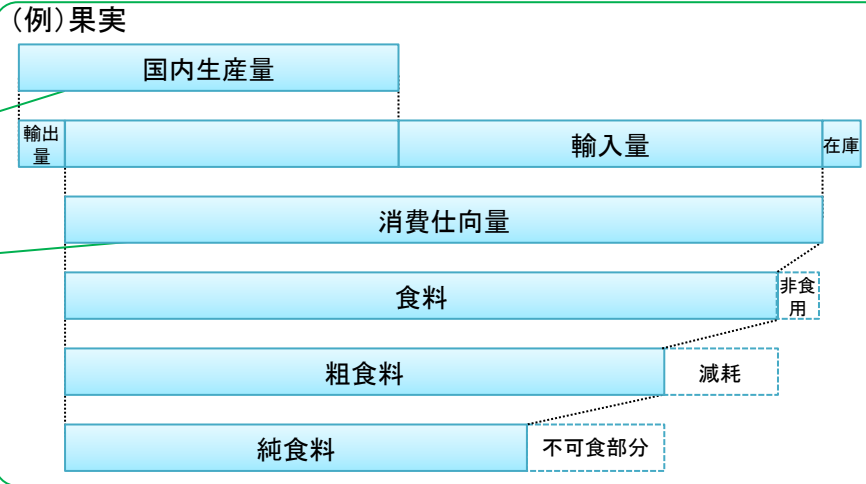 (例)果実
国内生産量
輸出
量
輸入量
在庫
消費仕向量
食料
非食
用
粗食料
減耗
純食料
不可食部分